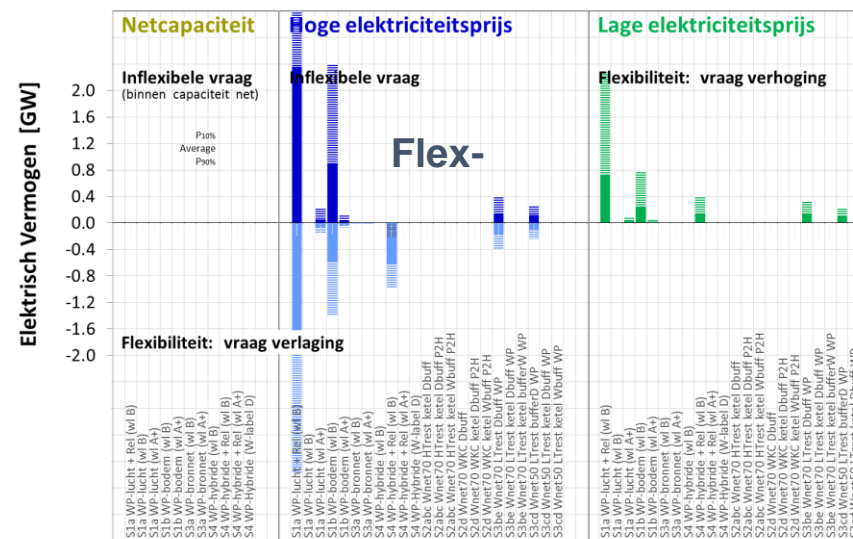 Netcapaciteit
Hoge elektriciteitsprijs
Lage elektriciteitsprijs
Inflexibele vraag
(binnen capaciteit net)
Inflexibele vraag
Flexibiliteit: vraag verhoging
Elektrisch Vermogen [GW]
2.0
1.6
1.2
0.8
0.4
0.0
-0.4
-0.8
-1.2
-1.6
-2.0
P10%
Average
P90%
Flex-
Flexibiliteit: vraag verlaging
S1a WP-lucht + Rel (wl B)
S1a WP-lucht (wl B)
S1a WP-lucht (wl A+)
S1b WP-bodem (wl B)
S1b WP-bodem (wl A+)
S3a WP-bronnet (wl B)
S3a WP-bronnet (wl A+)
S4 WP-hybride (wl B)
S4 WP-hybride + Rel (wl B)
S4 WP-hybride + Rel (wl A+)
S4 WP-Hybride (W-label D)
S1a WP-lucht + Rel (wl B)
S1a WP-lucht (wl B)
S1a WP-lucht (wl A+)
S1b WP-bodem (wl B)
S1b WP-bodem (wl A+)
S3a WP-bronnet (wl B)
S3a WP-bronnet (wl A+)
S4 WP-hybride (wl B)
S4 WP-hybride + Rel (wl B)
S4 WP-hybride + Rel (wl A+)
S4 WP-Hybride (W-label D)
S2abc Wnet70 HTrest ketel Dbuff
S2abc Wnet70 HTrest ketel Dbuff P2H
S2abc Wnet70 HTrest ketel Wbuff P2H
S2d Wnet70 WKC Dbuff
S2d Wnet70 WKC ketel Dbuff P2H
S2d Wnet70 WKC ketel Wbuff P2H
S3be Wnet70 LTrest Dbuff WP
S3be Wnet70 LTrest ketel Dbuff WP
S3be Wnet70 LTrest ketel bufferW WP
S3cd Wnet50 LTrest bufferD WP
S3cd Wnet50 LTrest ketel Dbuff WP
S3cd Wnet50 LTrest ketel Wbuff WP
S1a WP-lucht + Rel (wl B)
S1a WP-lucht (wl B)
S1a WP-lucht (wl A+)
S1b WP-bodem (wl B)
S1b WP-bodem (wl A+)
S3a WP-bronnet (wl B)
S3a WP-bronnet (wl A+)
S4 WP-hybride (wl B)
S4 WP-hybride + Rel (wl B)
S4 WP-hybride + Rel (wl A+)
S4 WP-Hybride (W-label D)
S2abc Wnet70 HTrest ketel Dbuff
S2abc Wnet70 HTrest ketel Dbuff P2H
S2abc Wnet70 HTrest ketel Wbuff P2H
S2d Wnet70 WKC Dbuff
S2d Wnet70 WKC ketel Dbuff P2H
S2d Wnet70 WKC ketel Wbuff P2H
S3be Wnet70 LTrest Dbuff WP
S3be Wnet70 LTrest ketel Dbuff WP
S3be Wnet70 LTrest ketel bufferW WP
S3cd Wnet50 LTrest bufferD WP